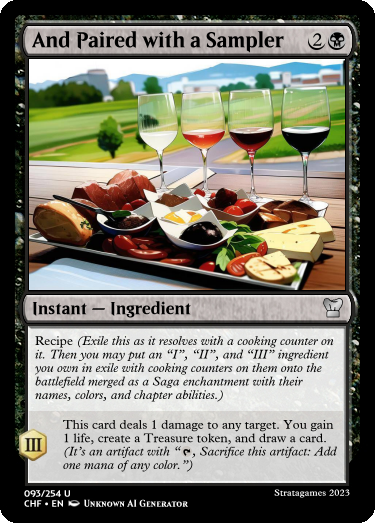 And Paired with a Sampler 2
Instant — Ingredient
Recipe (Exile this as it resolves with a cooking counter on
it. Then you may put an “I”, “II”, and “III” ingredient
you own in exile with cooking counters on them onto the
battlefield merged as a Saga enchantment with their
names, colors, and chapter abilities.)
III
This card deals 1 damage to any target. You gain
1 life, create a Treasure token, and draw a card.
(It's an artifact with “, Sacrifice this artifact: Add
one mana of any color.”)
093/254 U
Stratagames 2023
CHF • EN Unknown AI Generator